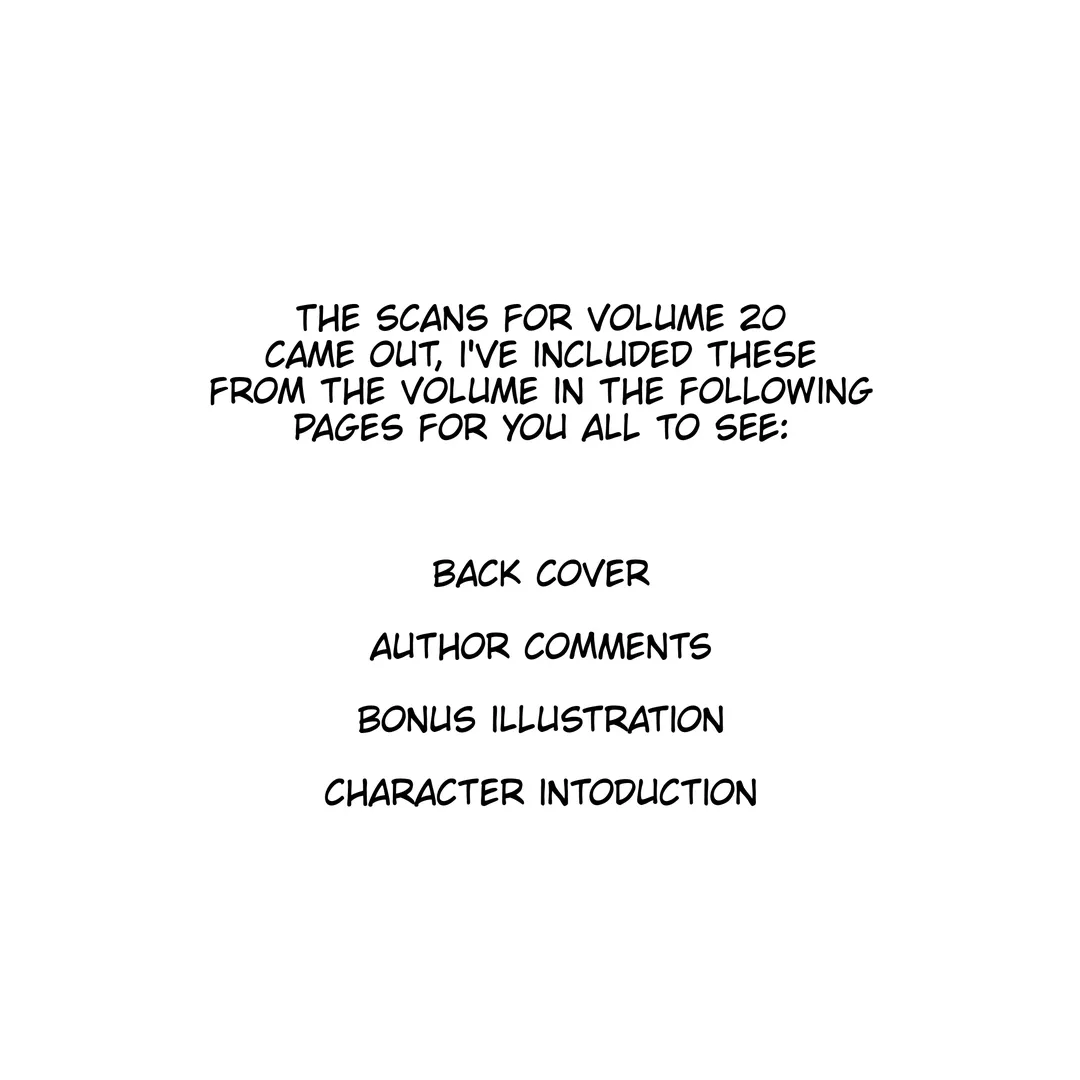 THE SCANS FOR VOLUME 20
CAME OUT, I'VE INCLUDED THESE
FROM THE VOLUME IN THE FOLLOWING
PAGES FOR YOU ALL TO SEE:
BACK COVER
AUTHOR COMMENTS
BONUS ILLUSTRATION
CHARACTER INTODUCTION